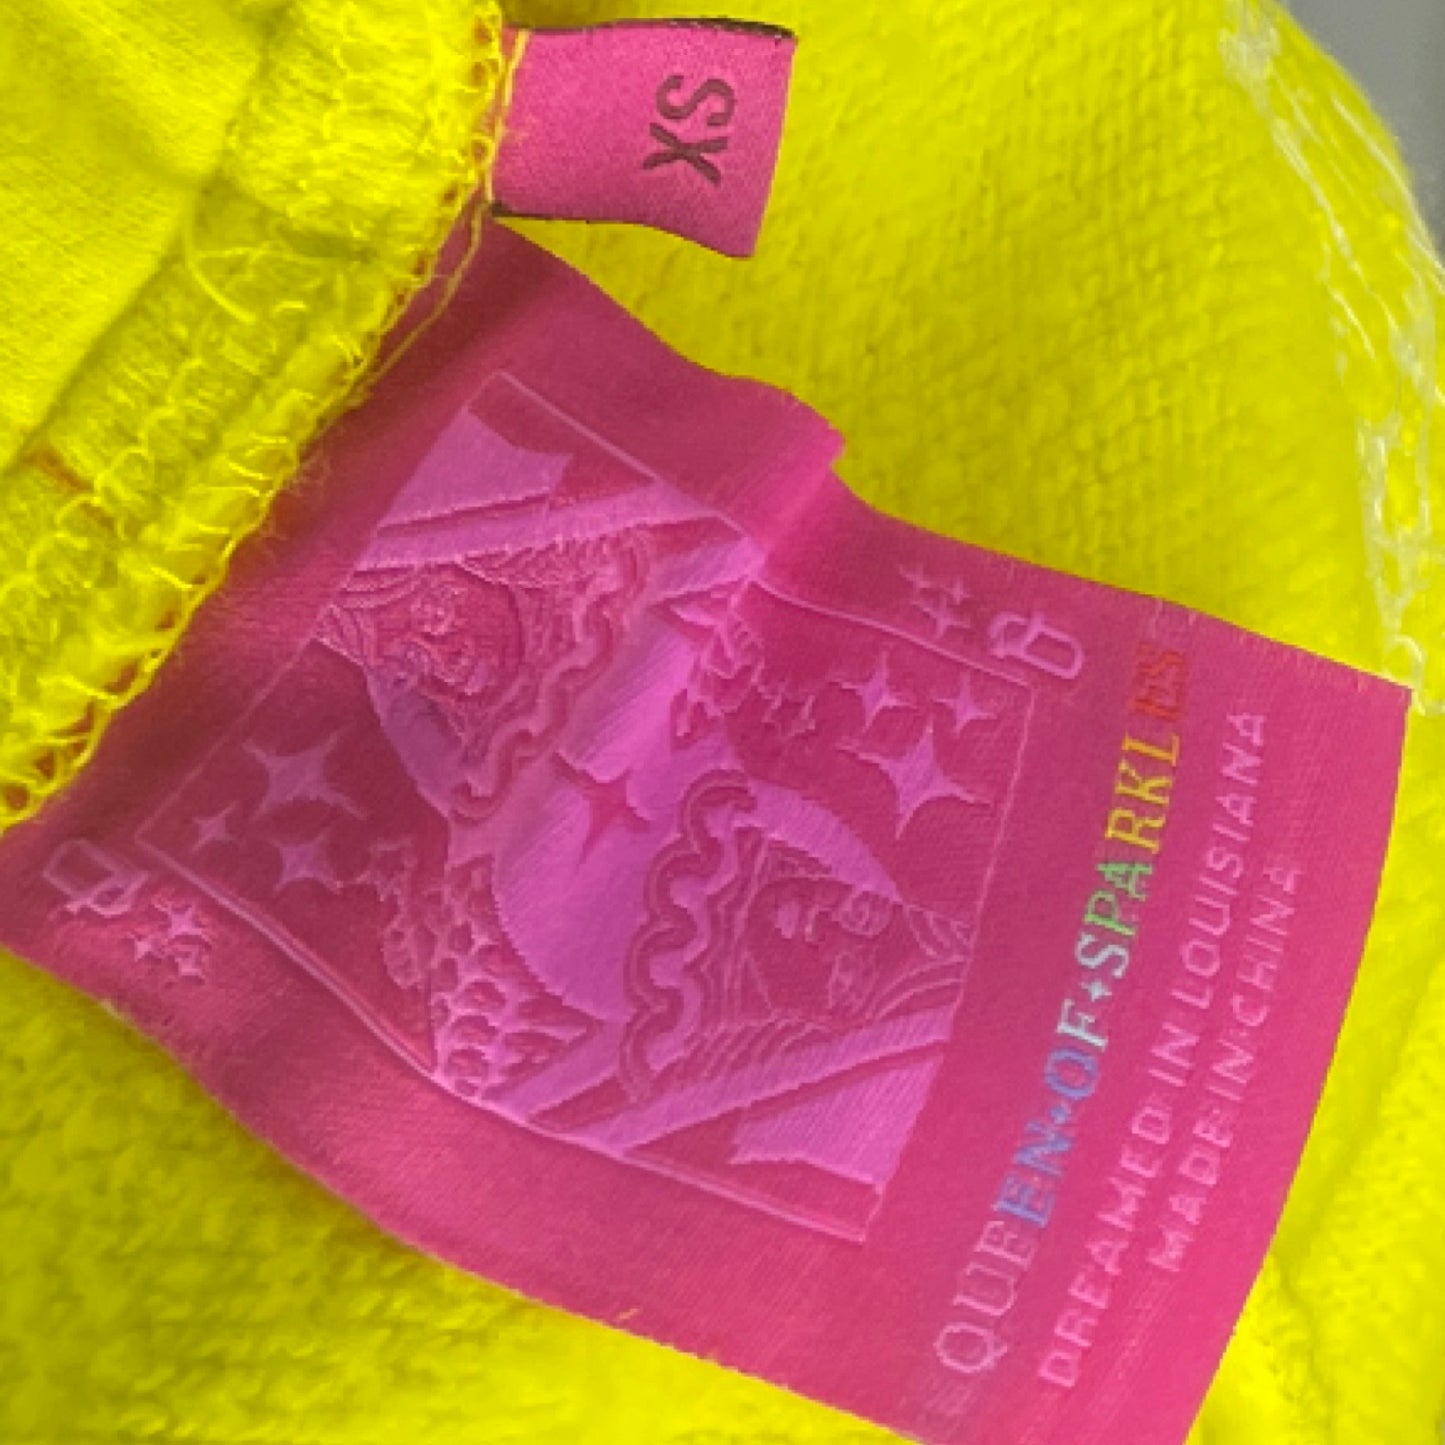 XS
Q
QUEEN•OF•SPARKLES
DREAMED IN LOUISIANA
MADE•IN•CHINA
Q